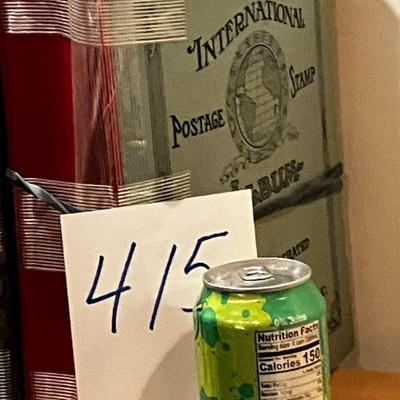 INTERNATIONAL
POSTAGE STAMP
ALBUM
415
Nutrition Facts
Calories 150